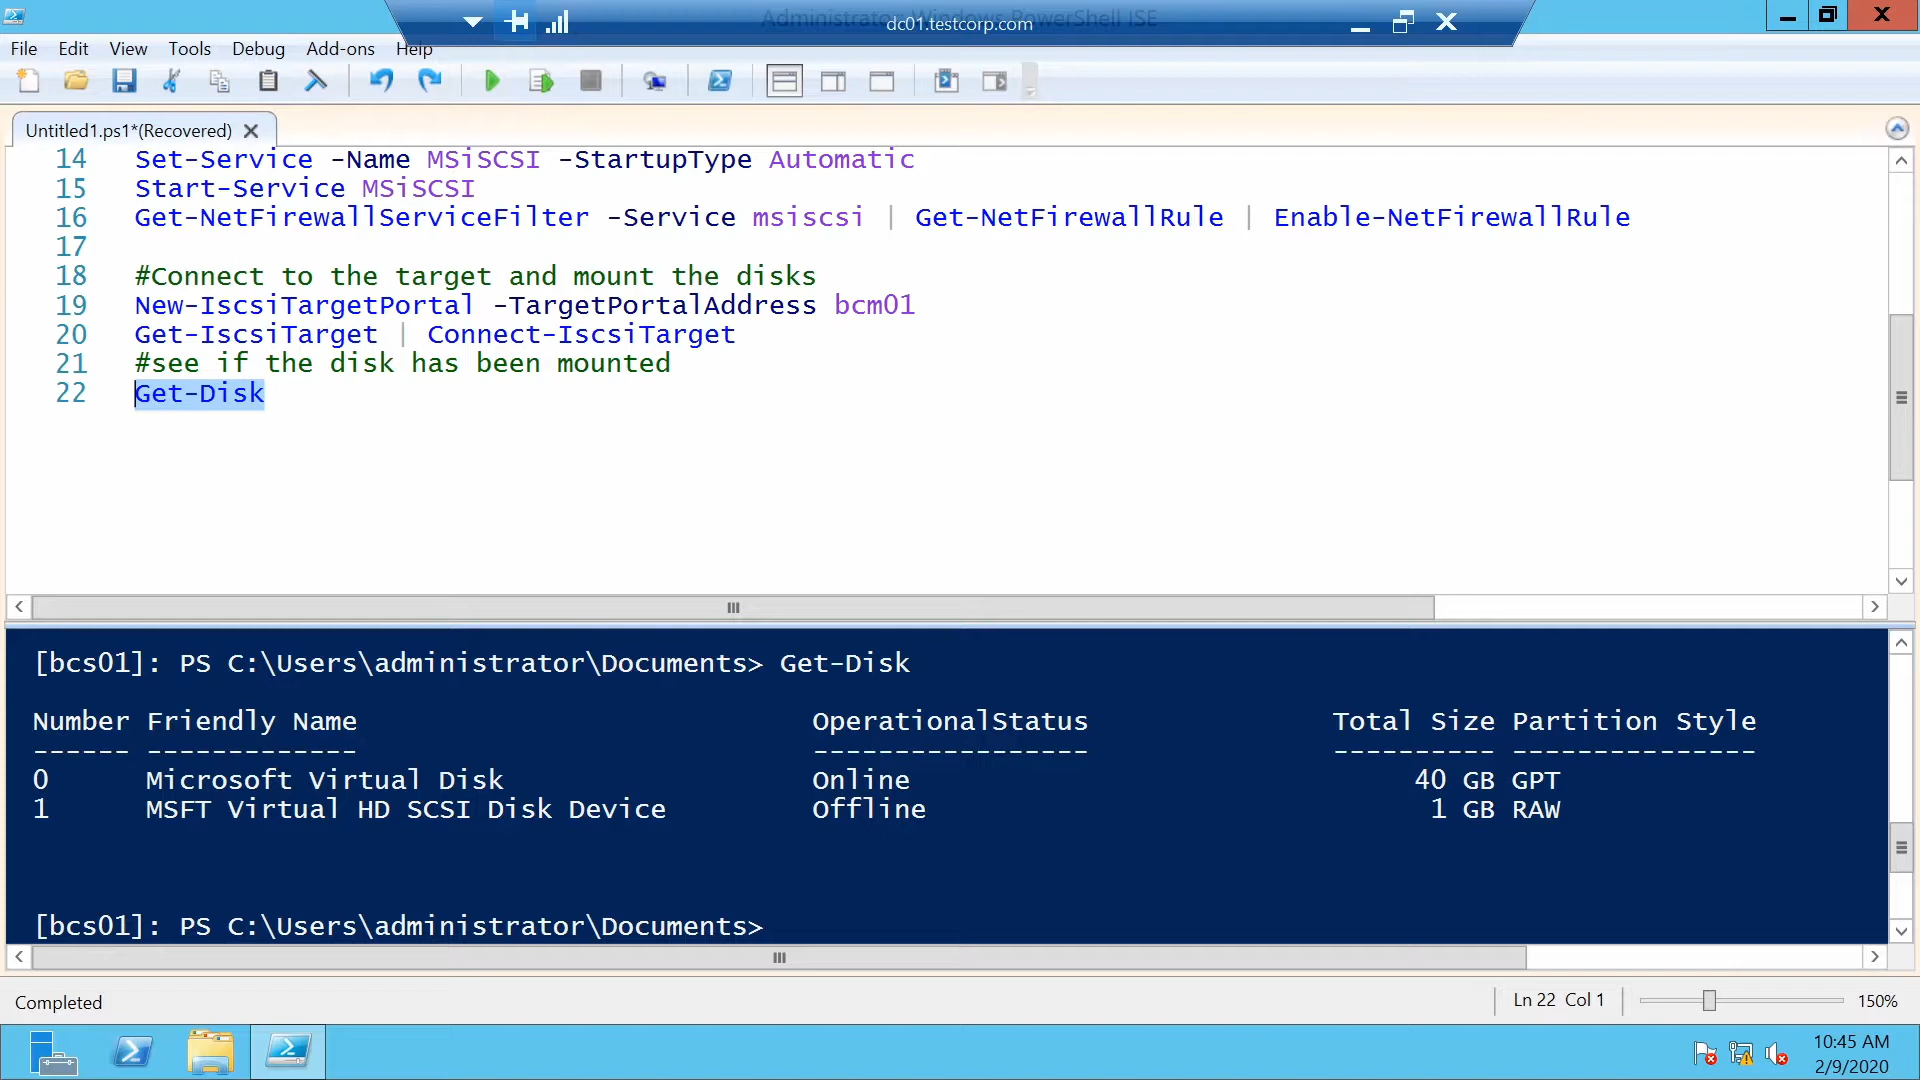 Administrator: Windows PowerShell ISE
dc01.testcorp.com
File Edit View Tools Debug Add-ons Help
Untitled1.ps1*(Recovered)
14 Set-Service -Name MSiSCSI -StartupType Automatic
15 Start-Service MSiSCSI
16 Get-NetFirewallServiceFilter -Service msiscsi | Get-NetFirewallRule | Enable-NetFirewallRule
17
18 #Connect to the target and mount the disks
19 New-IscsiTargetPortal -TargetPortalAddress bcm01
20 Get-IscsiTarget | Connect-IscsiTarget
21 #see if the disk has been mounted
22 Get-Disk
[bcs01]: PS C:\Users\administrator\Documents> Get-Disk
Number Friendly Name OperationalStatus Total Size Partition Style
------ ------------- ----------------- ---------- ---------------
0 Microsoft Virtual Disk Online 40 GB GPT
1 MSFT Virtual HD SCSI Disk Device Offline 1 GB RAW
[bcs01]: PS C:\Users\administrator\Documents>
Completed Ln 22 Col 1 150%
10:45 AM
2/9/2020